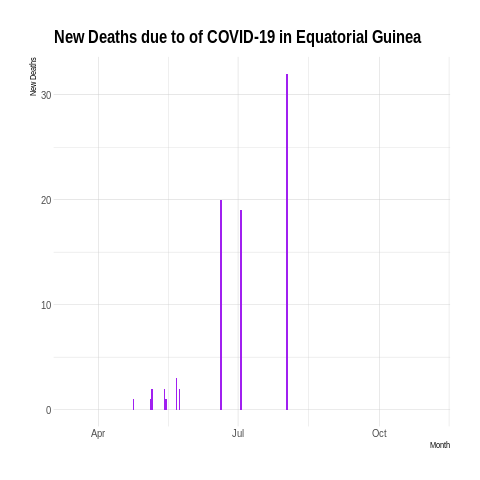 New Deaths due to of COVID-19 in Equatorial Guinea
New Deaths
30
20
10
0
Apr Jul Oct
Month